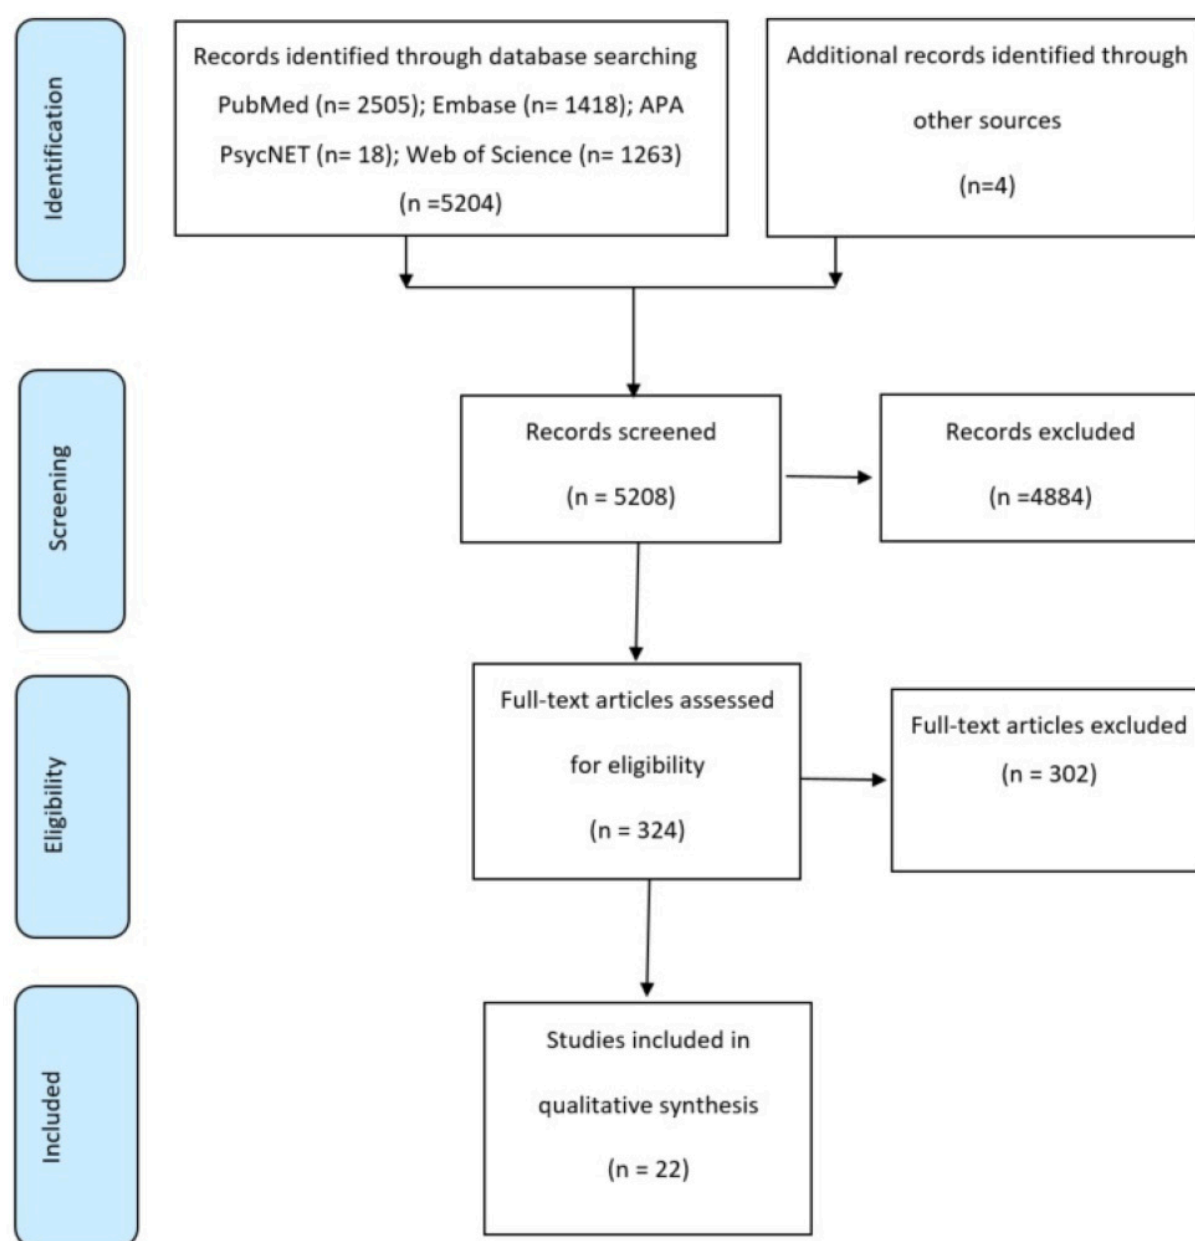 Identification
Records identified through database searching
PubMed (n= 2505); Embase (n= 1418); APA
PsycNET (n= 18); Web of Science (n= 1263)
(n =5204)
Additional records identified through
other sources
(n=4)
Screening
Records screened
(n = 5208)
Records excluded
(n =4884)
Eligibility
Full-text articles assessed
for eligibility
(n = 324)
Full-text articles excluded
(n = 302)
Included
Studies included in
qualitative synthesis
(n = 22)